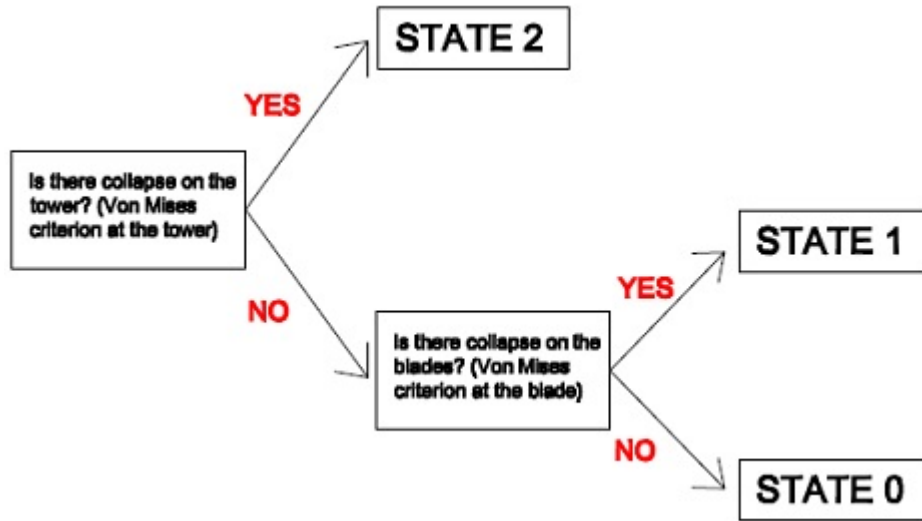 STATE 2
YES
Is there collapse on the
tower? (Von Mises
criterion at the tower)
NO
STATE 1
YES
Is there collapse on the
blades? (Von Mises
criterion at the blade)
NO
STATE 0